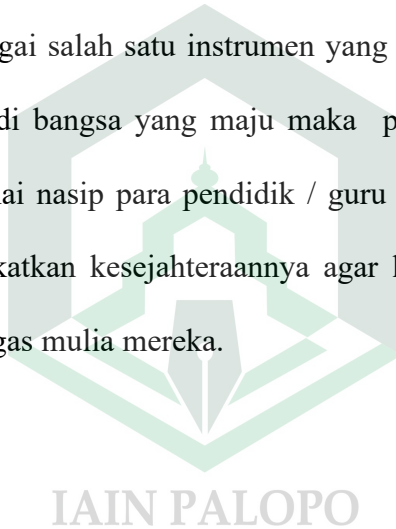 gai salah satu instrumen yang
di bangsa yang maju maka p
nai nasip para pendidik / guru
katkan kesejahteraannya agar
gas mulia mereka.
IAIN PALOPO